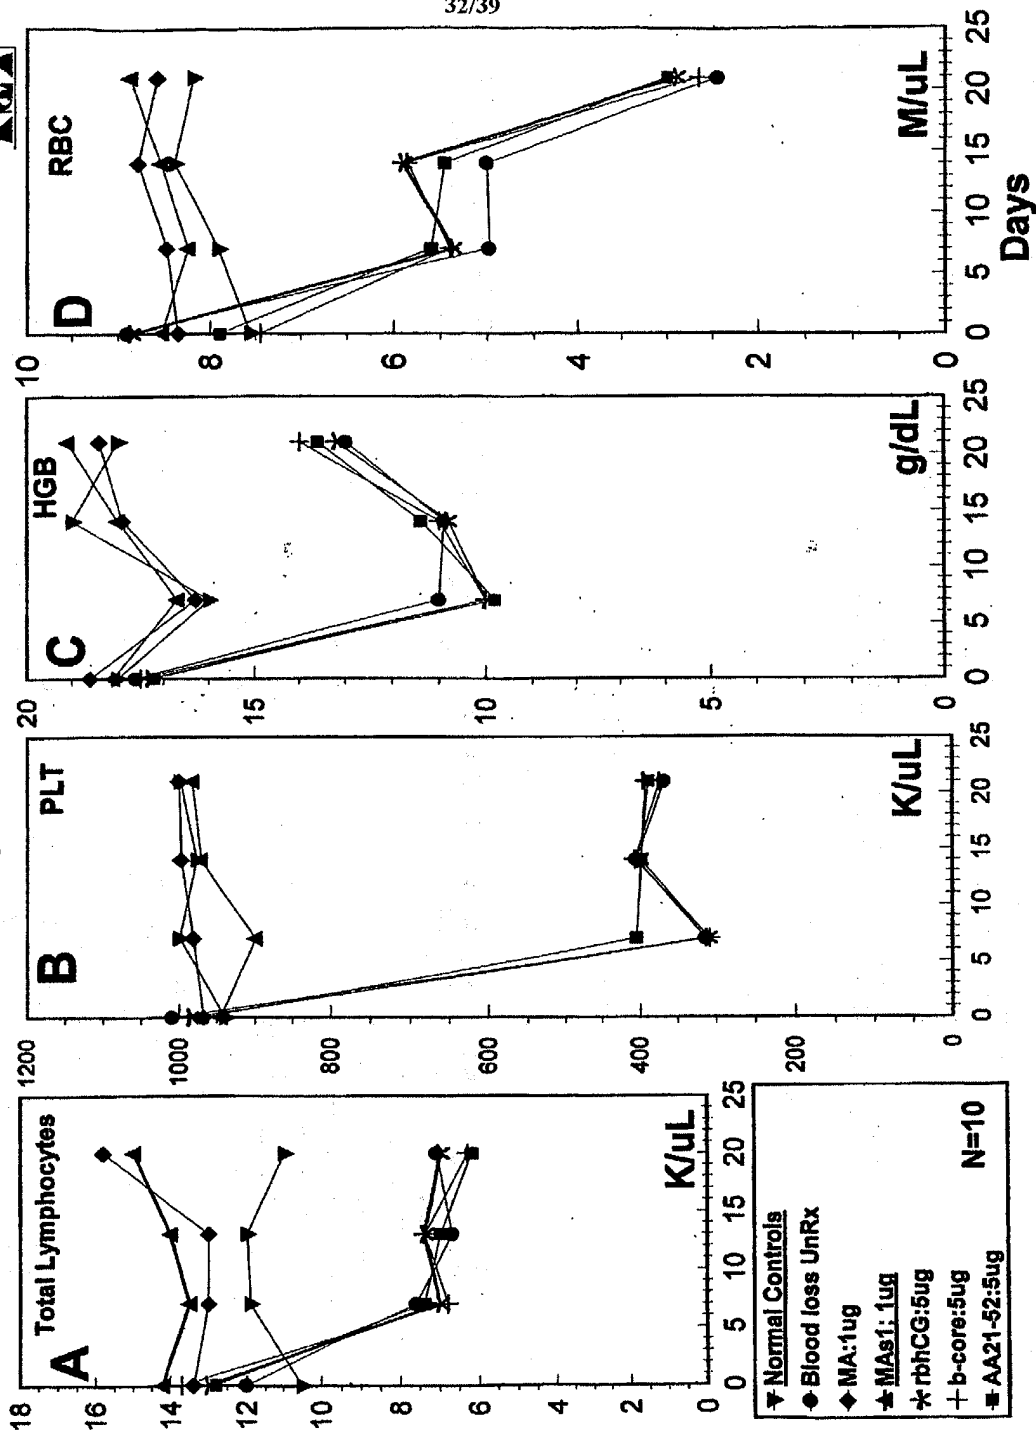 32/39
A
Total Lymphocytes
18
16
14
12
10
8
6
4
2
0
K/uL
0
5
10
15
20
25
B
PLT
1200
1000
800
600
400
200
0
K/uL
0
5
10
15
20
25
C
HGB
20
15
10
5
0
g/dL
0
5
10
15
20
25
D
RBC
10
8
6
4
2
0
M/uL
0
5
10
15
20
25
Days
Normal Controls
Blood loss UnRx
MA:1ug
MAs1: 1ug
rbhCG:5ug
b-core:5ug
AA21-52:5ug
N=10